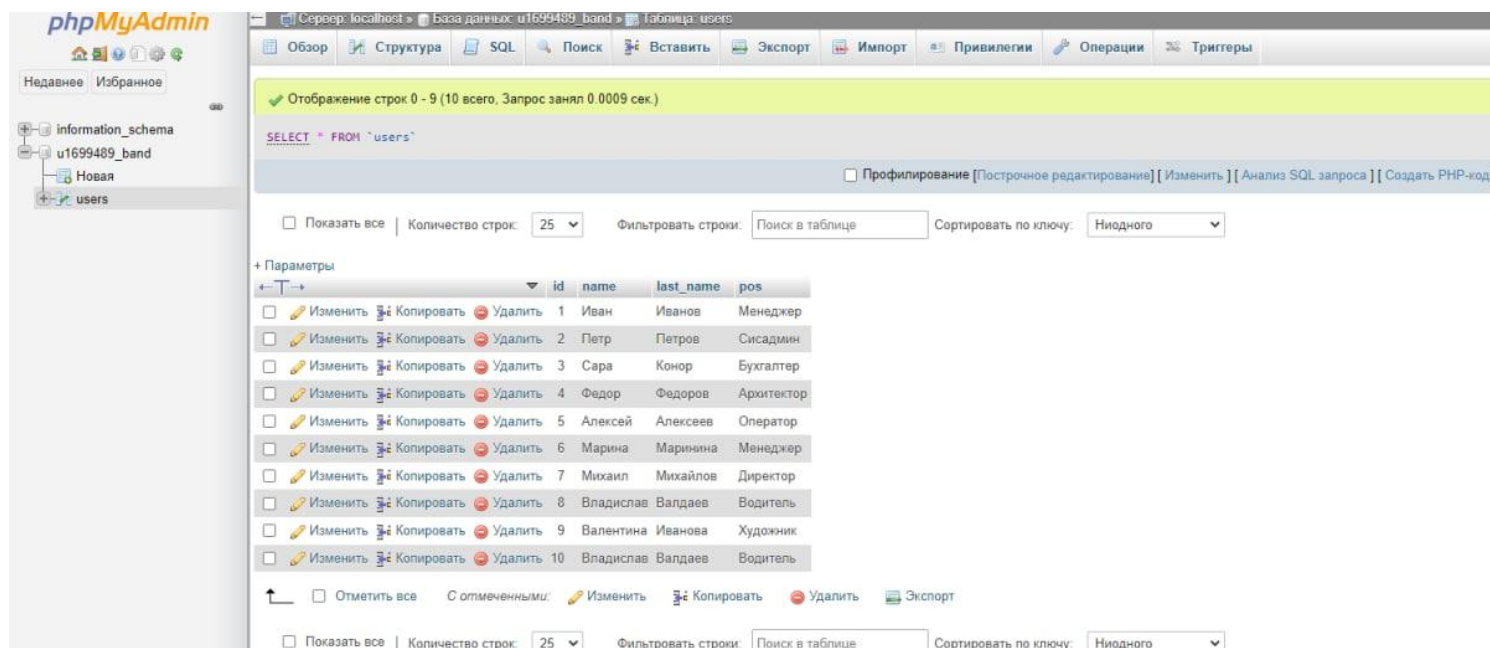 phpMyAdmin
Сервер: localhost » База данных: u1699489_band » Таблица: users
Обзор Структура SQL Поиск Вставить Экспорт Импорт Привилегии Операции Триггеры
Недавнее Избранное
information_schema
u1699489_band
Новая
users
Отображение строк 0 - 9 (10 всего, Запрос занял 0.0009 сек.)
SELECT * FROM `users`
Профилирование [Построчное редактирование] [ Изменить ] [ Анализ SQL запроса ] [ Создать PHP-код
Показать все | Количество строк: 25 Фильтровать строки: Поиск в таблице Сортировать по ключу: Ниодного
+ Параметры
←T→ id name last_name pos
Изменить Копировать Удалить 1 Иван Иванов Менеджер
Изменить Копировать Удалить 2 Петр Петров Сисадмин
Изменить Копировать Удалить 3 Сара Конор Бухгалтер
Изменить Копировать Удалить 4 Федор Федоров Архитектор
Изменить Копировать Удалить 5 Алексей Алексеев Оператор
Изменить Копировать Удалить 6 Марина Маринина Менеджер
Изменить Копировать Удалить 7 Михаил Михайлов Директор
Изменить Копировать Удалить 8 Владислав Валдаев Водитель
Изменить Копировать Удалить 9 Валентина Иванова Художник
Изменить Копировать Удалить 10 Владислав Валдаев Водитель
Отметить все С отмеченными: Изменить Копировать Удалить Экспорт
Показать все | Количество строк: 25 Фильтровать строки: Поиск в таблице Сортировать по ключу: Ниодного